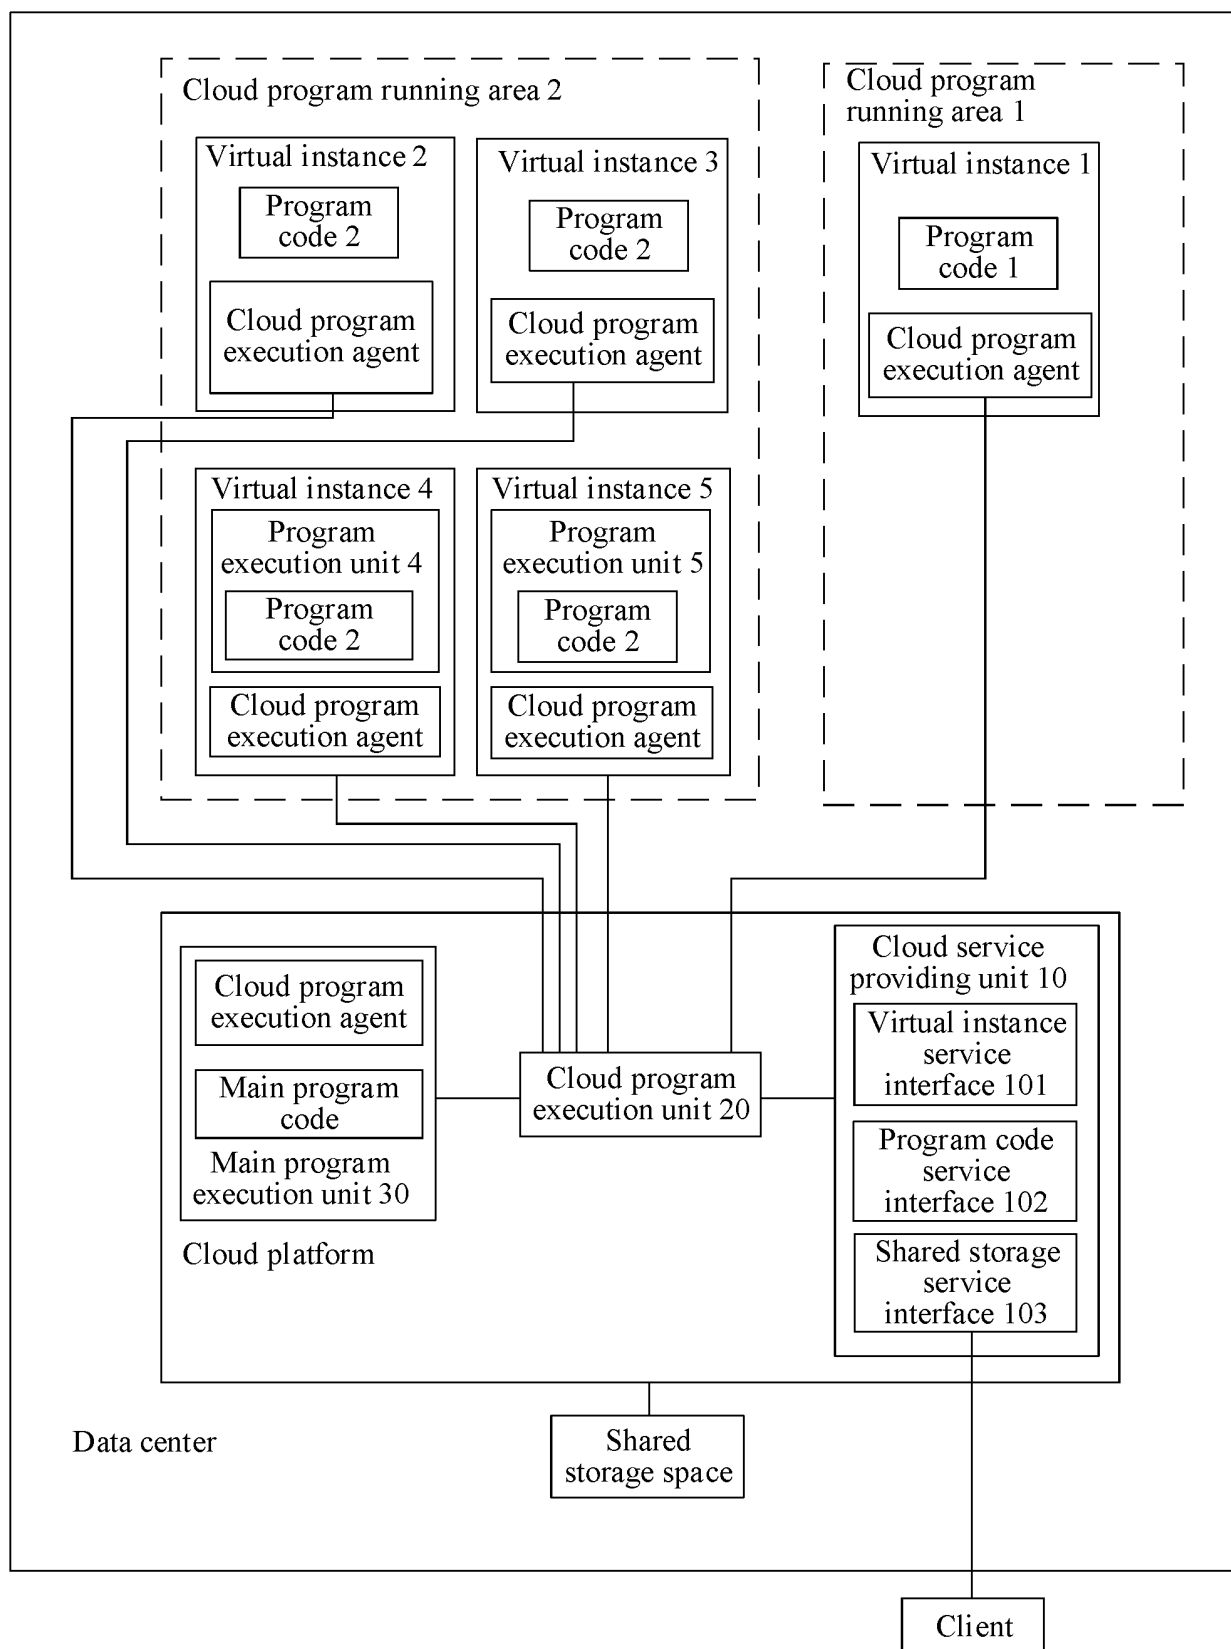 Cloud program running area 2
Virtual instance 2
Program
code 2
Cloud program
execution agent
Virtual instance 3
Program
code 2
Cloud program
execution agent
Virtual instance 4
Program
execution unit 4
Program
code 2
Cloud program
execution agent
Virtual instance 5
Program
execution unit 5
Program
code 2
Cloud program
execution agent
Cloud program
running area 1
Virtual instance 1
Program
code 1
Cloud program
execution agent
Cloud program
execution agent
Main program
code
Main program
execution unit 30
Cloud platform
Cloud program
execution unit 20
Cloud service
providing unit 10
Virtual instance
service
interface 101
Program code
service
interface 102
Shared storage
service
interface 103
Data center
Shared
storage space
Client